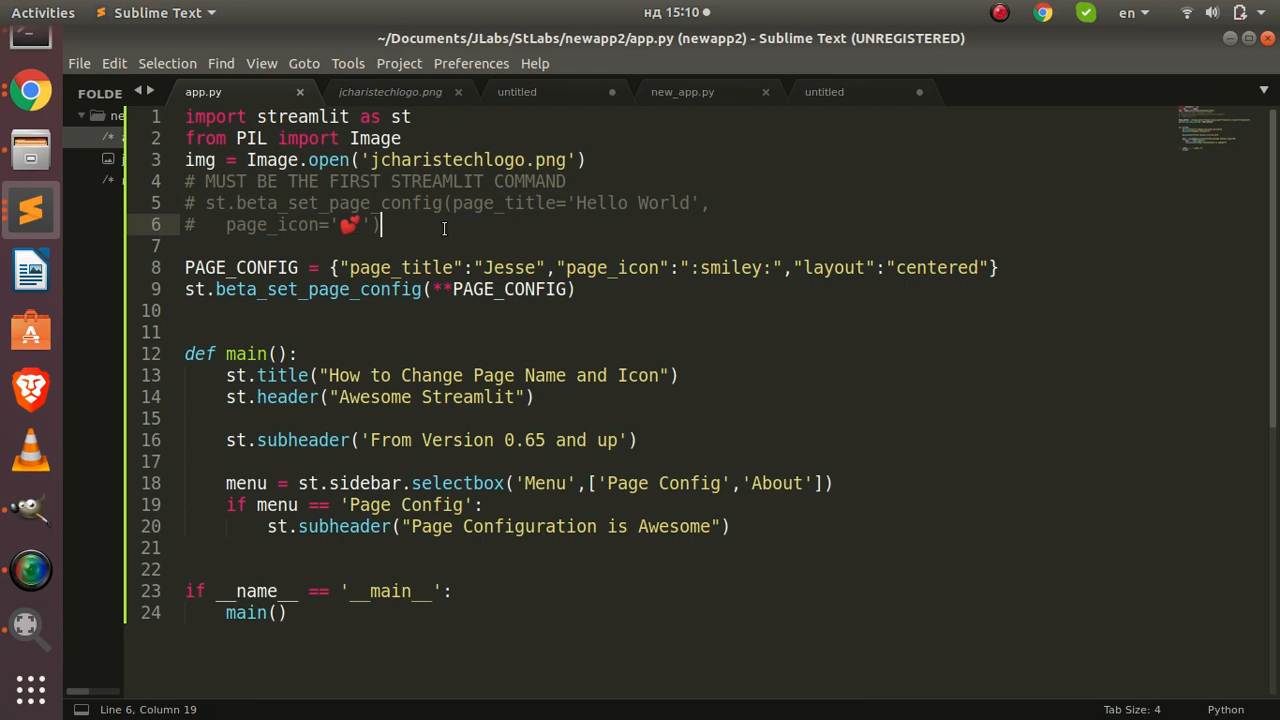 Activities Sublime Text нд 15:10 en
~/Documents/JLabs/StLabs/newapp2/app.py (newapp2) - Sublime Text (UNREGISTERED)
File Edit Selection Find View Goto Tools Project Preferences Help
FOLDE app.py jcharistechlogo.png untitled new_app.py untitled
ne
1 import streamlit as st
2 from PIL import Image
3 img = Image.open('jcharistechlogo.png')
4 # MUST BE THE FIRST STREAMLIT COMMAND
5 # st.beta_set_page_config(page_title='Hello World',
6 #   page_icon='💕')
7
8 PAGE_CONFIG = {"page_title":"Jesse","page_icon":":smiley:","layout":"centered"}
9 st.beta_set_page_config(**PAGE_CONFIG)
10
11
12 def main():
13     st.title("How to Change Page Name and Icon")
14     st.header("Awesome Streamlit")
15
16     st.subheader('From Version 0.65 and up')
17
18     menu = st.sidebar.selectbox('Menu',['Page Config','About'])
19     if menu == 'Page Config':
20         st.subheader("Page Configuration is Awesome")
21
22
23 if __name__ == '__main__':
24     main()
Line 6, Column 19 Tab Size: 4 Python